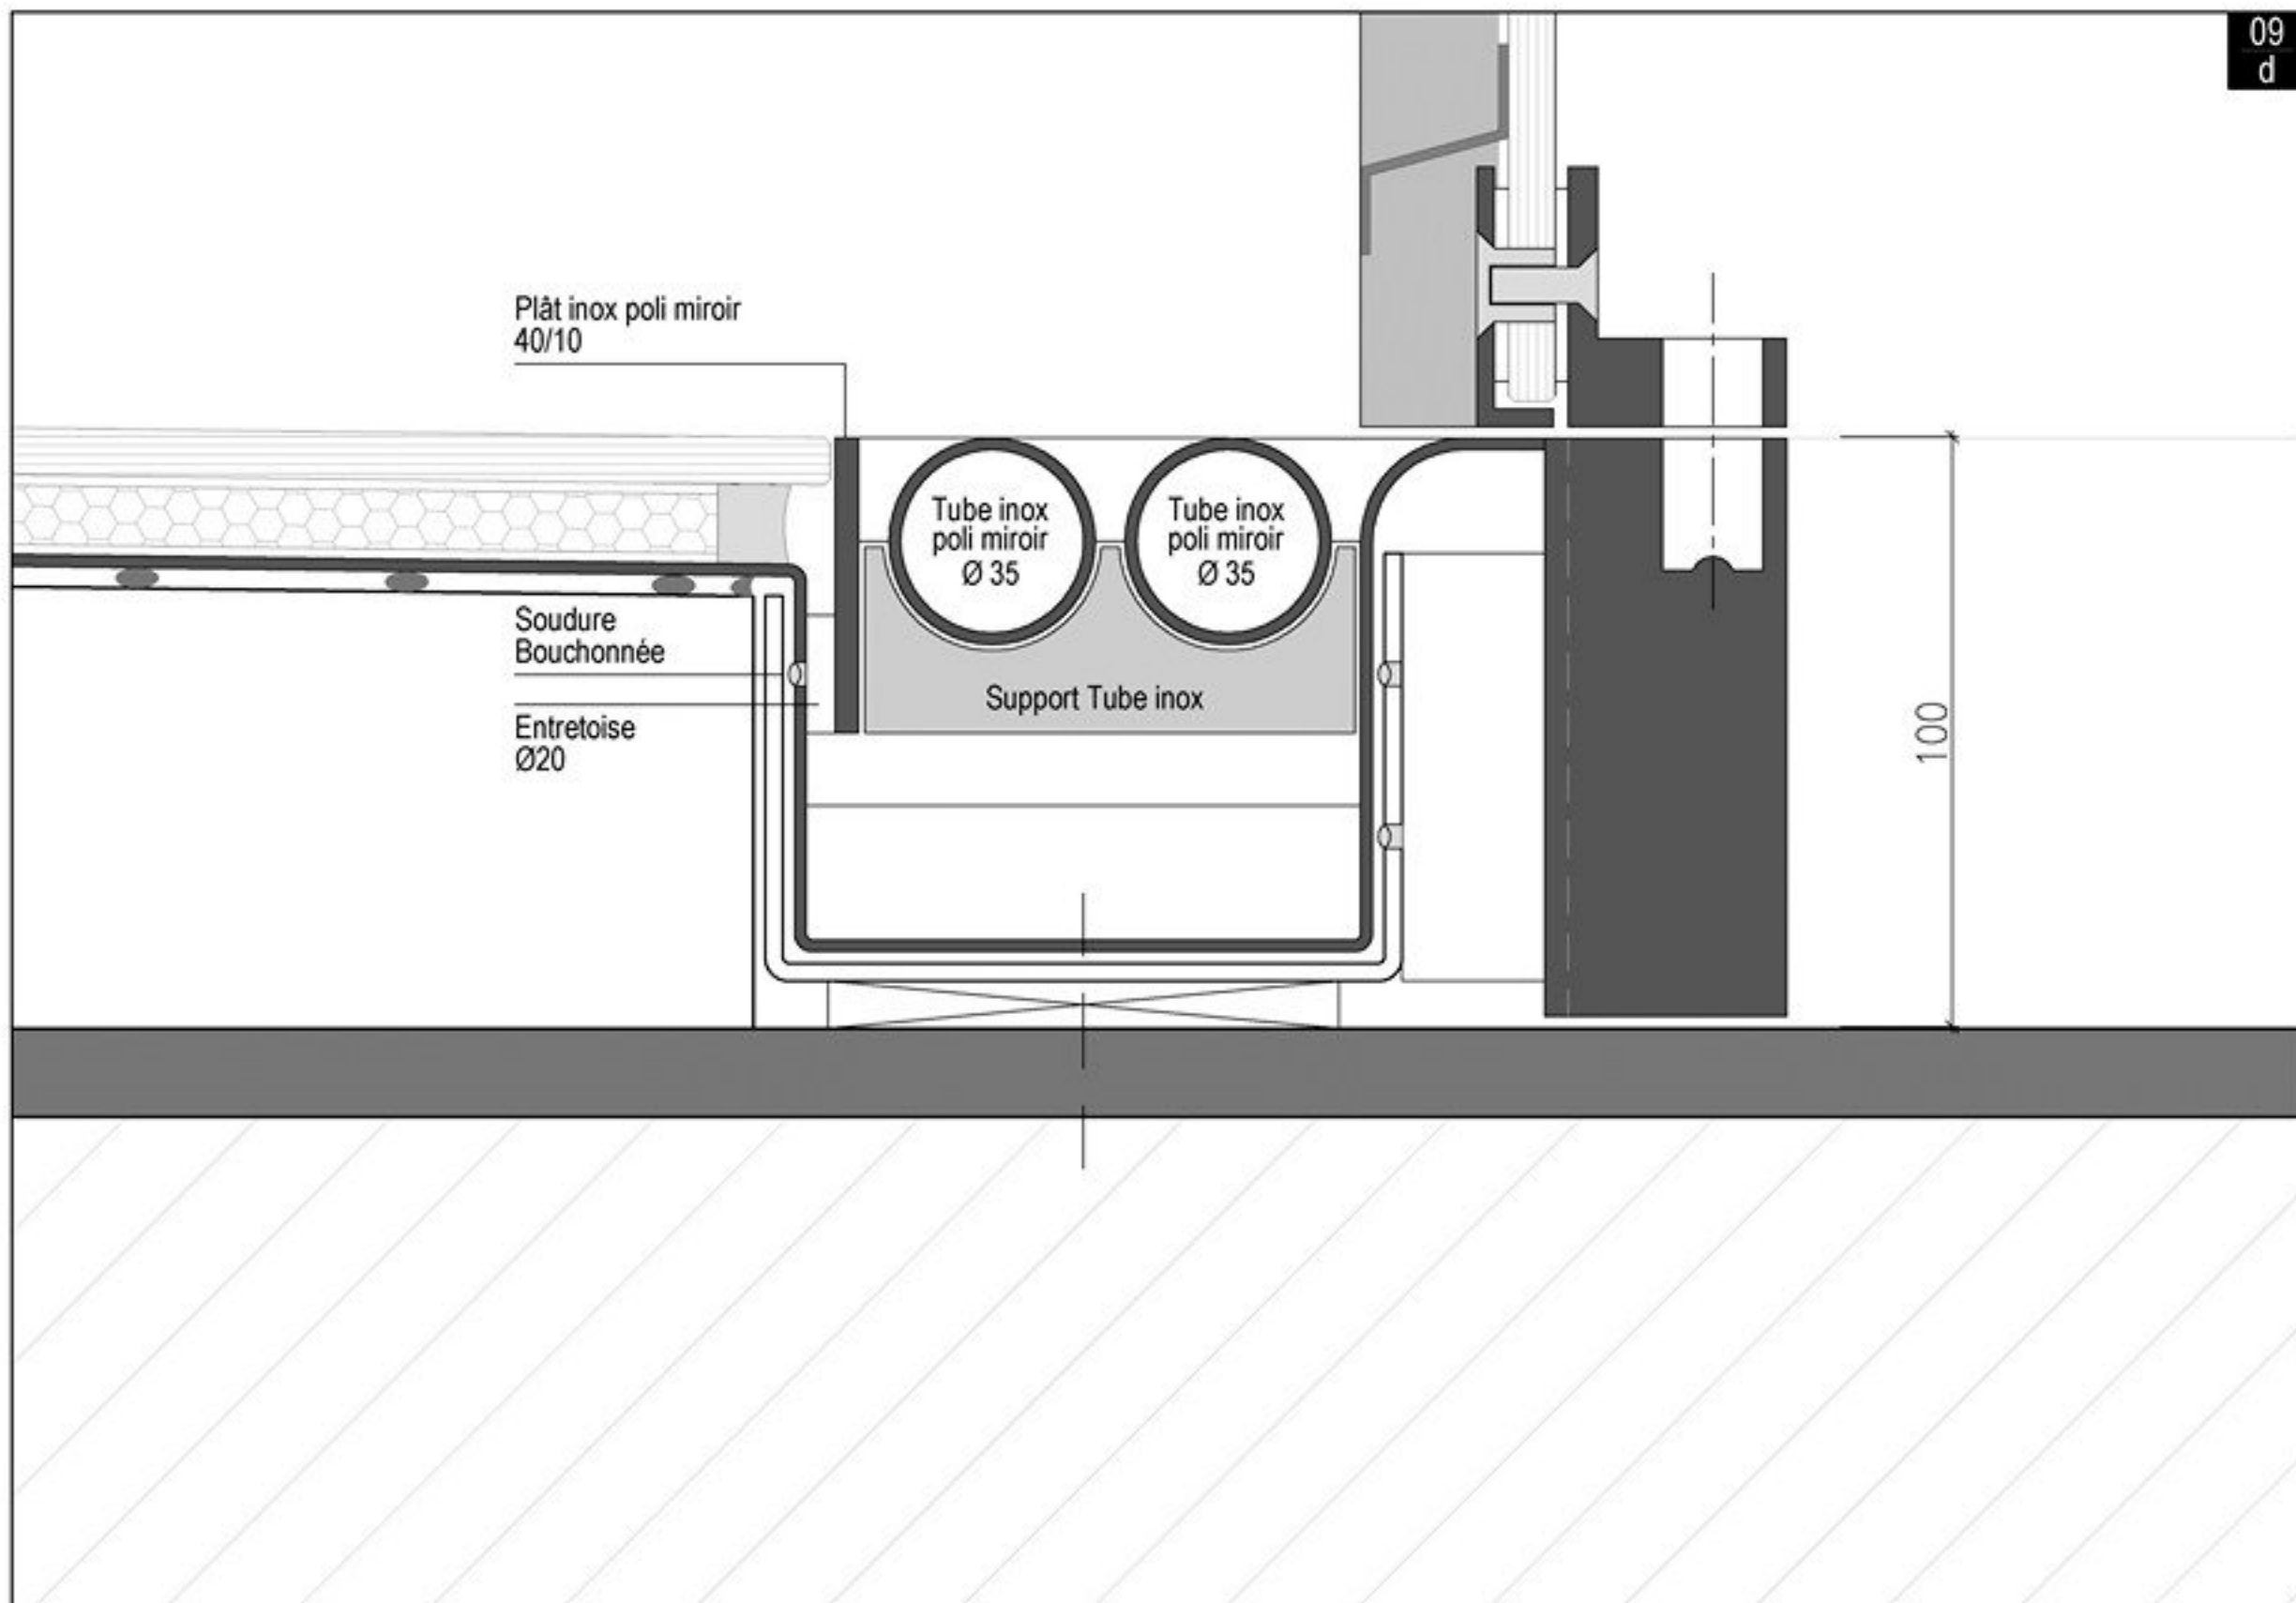 09
d
Plât inox poli miroir
40/10
Tube inox
poli miroir
Ø 35
Tube inox
poli miroir
Ø 35
Soudure
Bouchonnée
Support Tube inox
Entretoise
Ø20
100